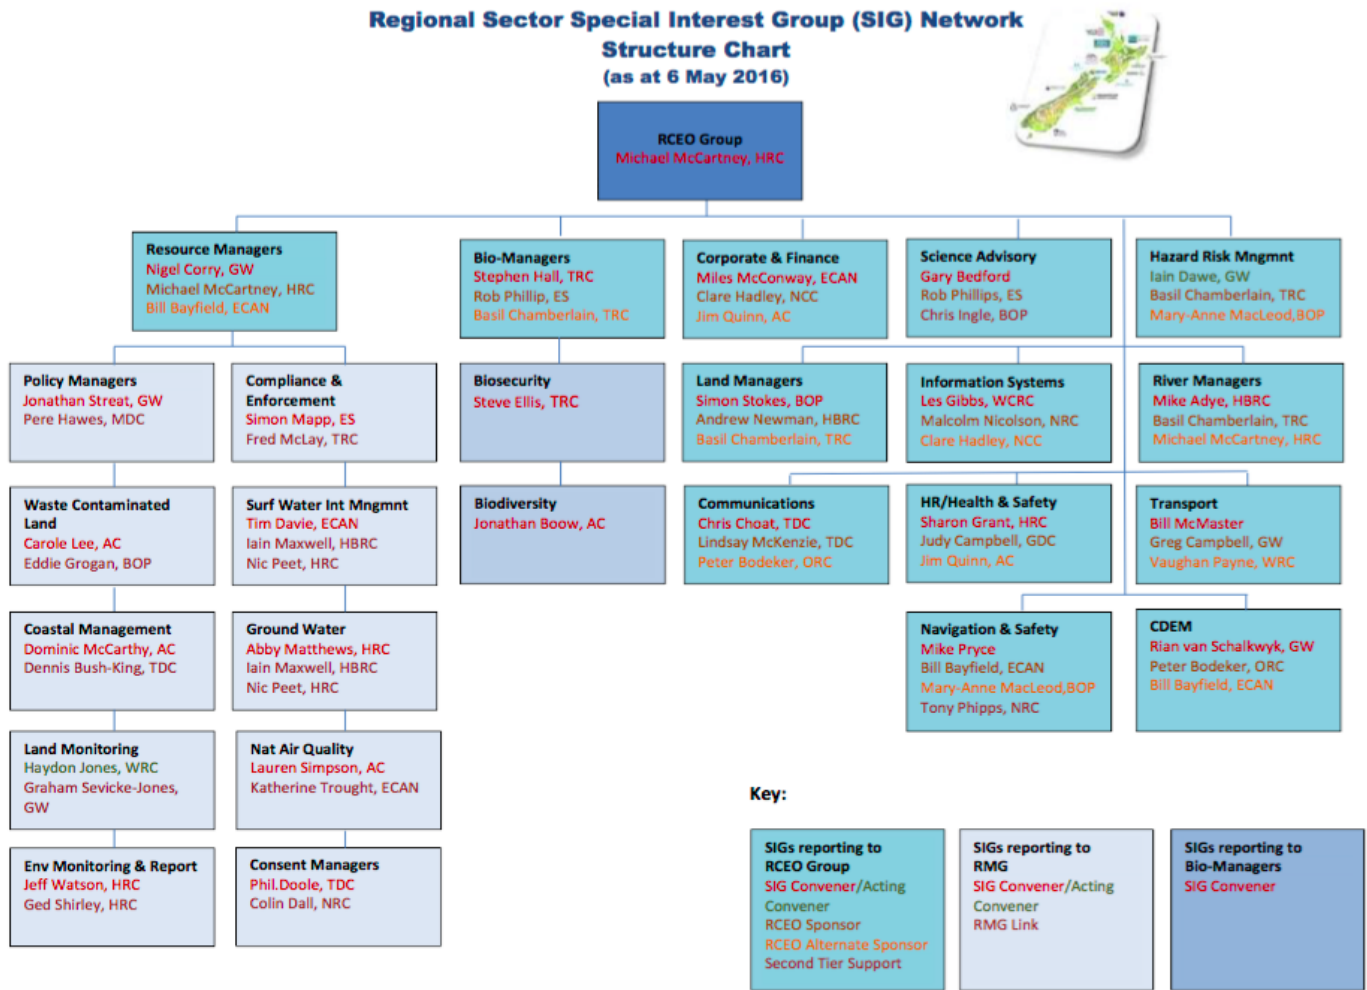 Regional Sector Special Interest Group (SIG) Network
Structure Chart
(as at 6 May 2016)
RCEO Group
Michael McCartney, HRC
Resource Managers
Nigel Corry, GW
Michael McCartney, HRC
Bill Bayfield, ECAN
Bio-Managers
Stephen Hall, TRC
Rob Phillip, ES
Basil Chamberlain, TRC
Corporate & Finance
Miles McConway, ECAN
Clare Hadley, NCC
Jim Quinn, AC
Science Advisory
Gary Bedford
Rob Phillips, ES
Chris Ingle, BOP
Hazard Risk Mngmnt
Iain Dawe, GW
Basil Chamberlain, TRC
Mary-Anne MacLeod,BOP
Policy Managers
Jonathan Streat, GW
Pere Hawes, MDC
Compliance &
Enforcement
Simon Mapp, ES
Fred McLay, TRC
Biosecurity
Steve Ellis, TRC
Land Managers
Simon Stokes, BOP
Andrew Newman, HBRC
Basil Chamberlain, TRC
Information Systems
Les Gibbs, WCRC
Malcolm Nicolson, NRC
Clare Hadley, NCC
River Managers
Mike Adye, HBRC
Basil Chamberlain, TRC
Michael McCartney, HRC
Waste Contaminated
Land
Carole Lee, AC
Eddie Grogan, BOP
Surf Water Int Mngmnt
Tim Davie, ECAN
Iain Maxwell, HBRC
Nic Peet, HRC
Biodiversity
Jonathan Boow, AC
Communications
Chris Choat, TDC
Lindsay McKenzie, TDC
Peter Bodeker, ORC
HR/Health & Safety
Sharon Grant, HRC
Judy Campbell, GDC
Jim Quinn, AC
Transport
Bill McMaster
Greg Campbell, GW
Vaughan Payne, WRC
Coastal Management
Dominic McCarthy, AC
Dennis Bush-King, TDC
Ground Water
Abby Matthews, HRC
Iain Maxwell, HBRC
Nic Peet, HRC
Navigation & Safety
Mike Pryce
Bill Bayfield, ECAN
Mary-Anne MacLeod,BOP
Tony Phipps, NRC
CDEM
Rian van Schalkwyk, GW
Peter Bodeker, ORC
Bill Bayfield, ECAN
Land Monitoring
Haydon Jones, WRC
Graham Sevicke-Jones,
GW
Nat Air Quality
Lauren Simpson, AC
Katherine Trought, ECAN
Env Monitoring & Report
Jeff Watson, HRC
Ged Shirley, HRC
Consent Managers
Phil.Doole, TDC
Colin Dall, NRC
Key:
SIGs reporting to
RCEO Group
SIG Convener/Acting
Convener
RCEO Sponsor
RCEO Alternate Sponsor
Second Tier Support
SIGs reporting to
RMG
SIG Convener/Acting
Convener
RMG Link
SIGs reporting to
Bio-Managers
SIG Convener